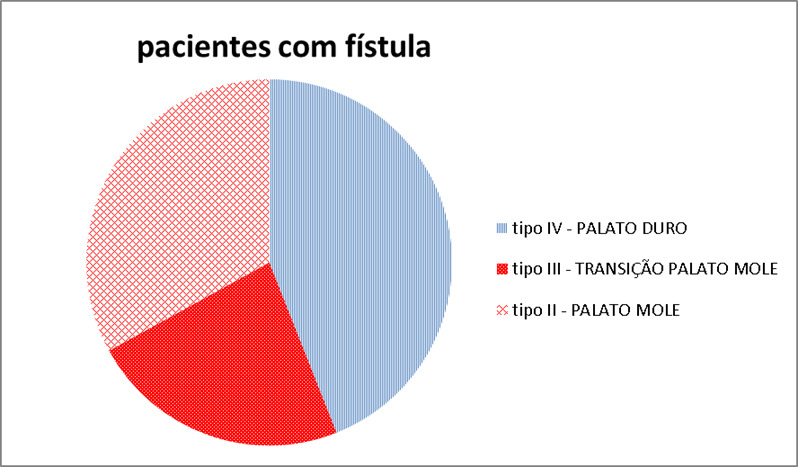 pacientes com fístula
tipo IV - PALATO DURO
tipo III - TRANSIÇÃO PALATO MOLE
tipo II - PALATO MOLE